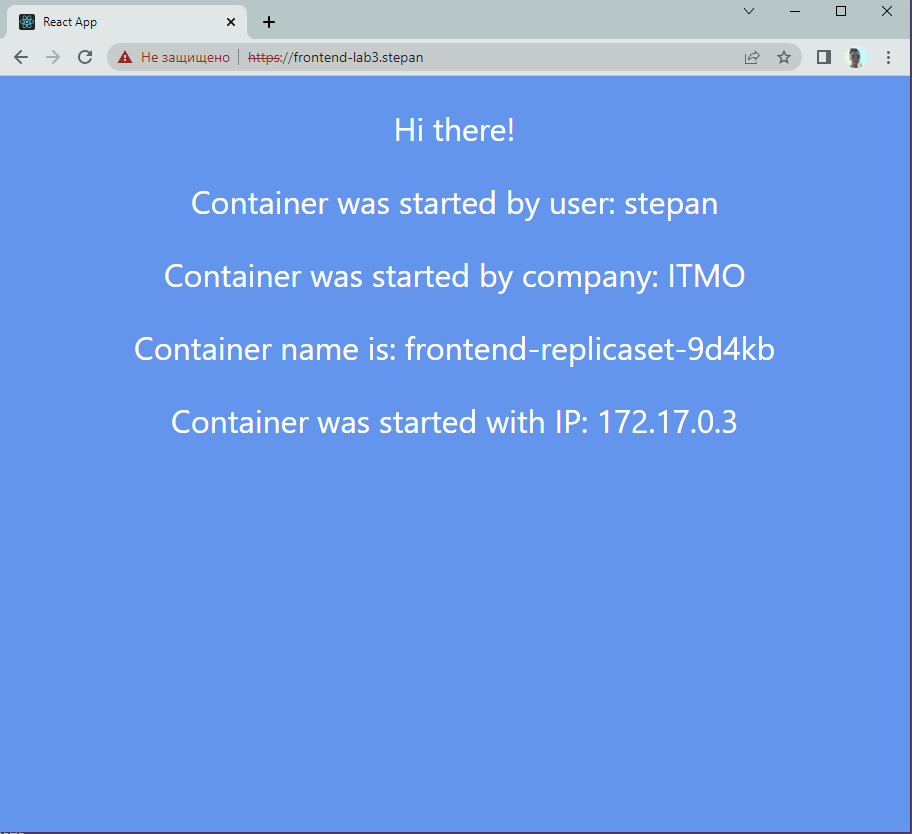 React App
Не защищено
https://frontend-lab3.stepan
Hi there!
Container was started by user: stepan
Container was started by company: ITMO
Container name is: frontend-replicaset-9d4kb
Container was started with IP: 172.17.0.3